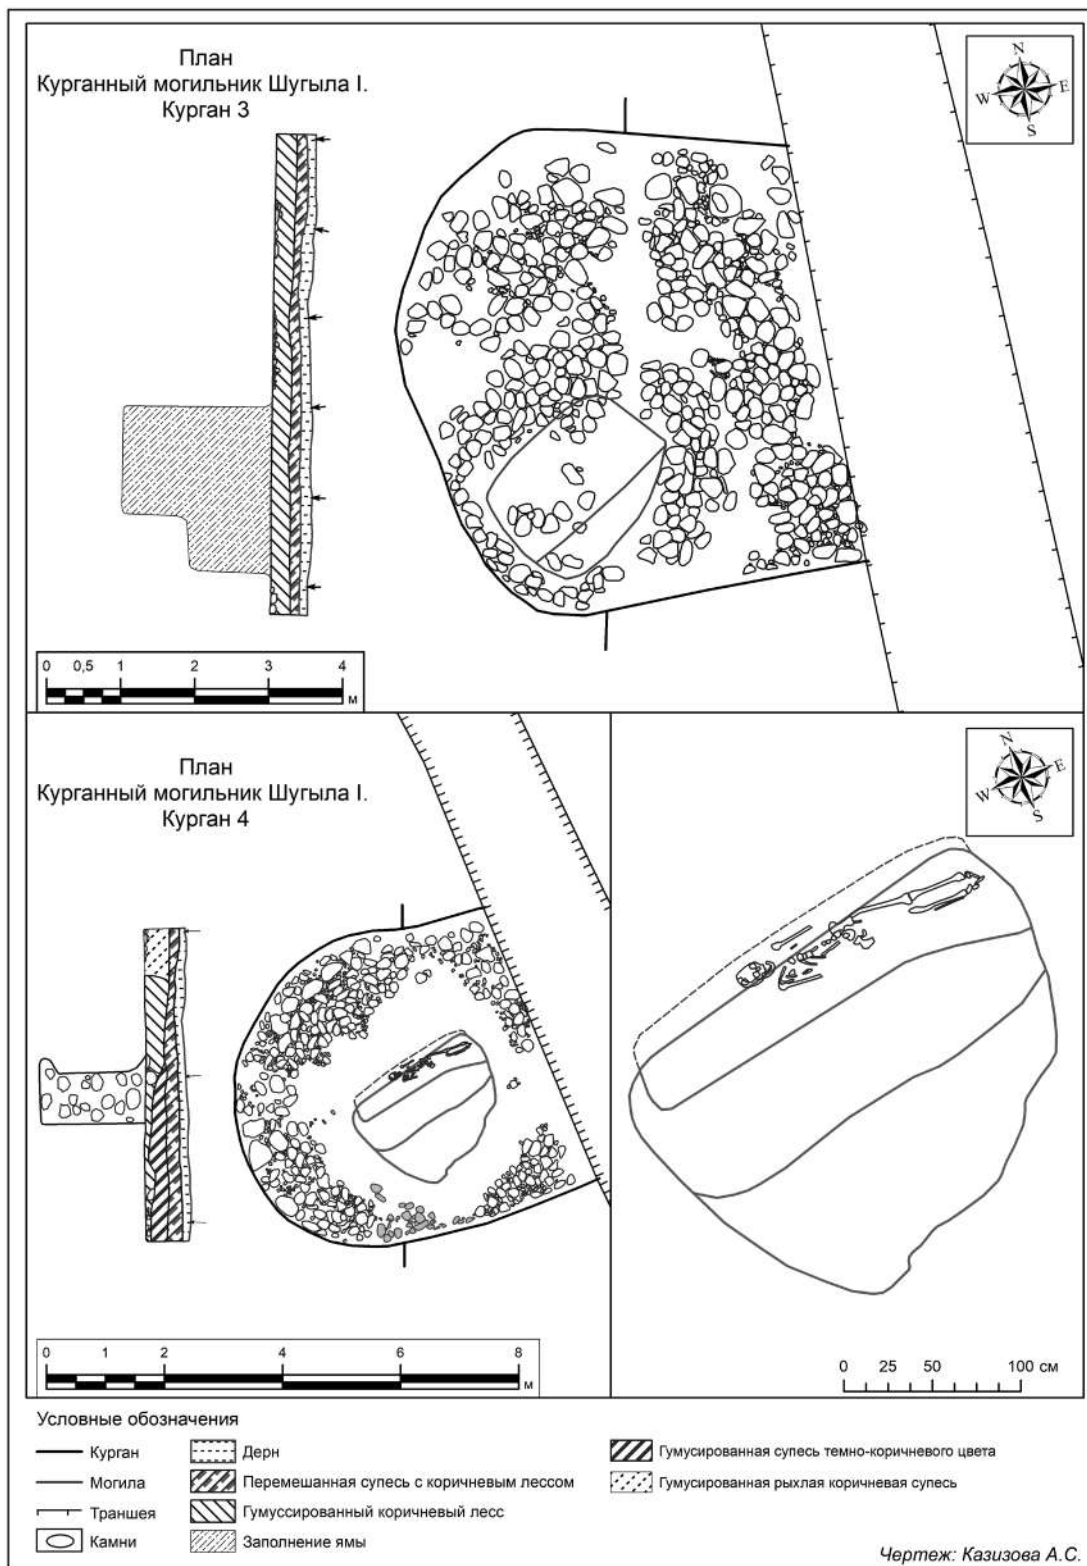 План
Курганный могильник Шугыла I.
Курган 3
N
W E
S
0 0,5 1 2 3 4
м
План
Курганный могильник Шугыла I.
Курган 4
N
W E
S
0 1 2 4 6 8
м
0 25 50 100 см
Условные обозначения
Курган
Могила
Траншея
Камни
Дерн
Перемешанная супесь с коричневым лессом
Гумуссированный коричневый лесс
Заполнение ямы
Гумусированная супесь темно-коричневого цвета
Гумусированная рыхлая коричневая супесь
Чертеж: Казизова А.С.